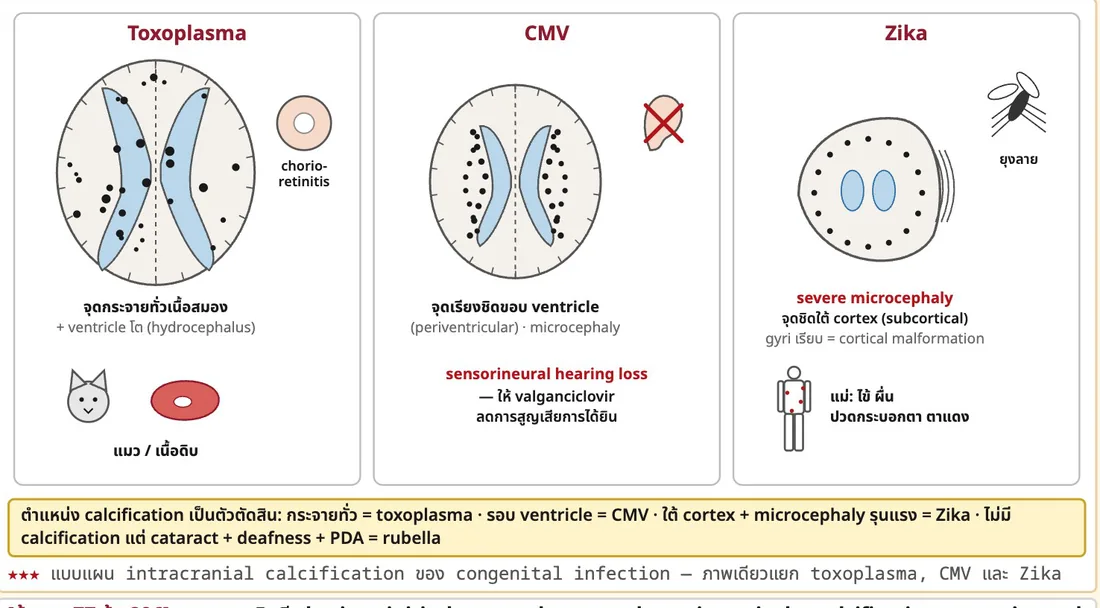 Toxoplasma
chorio-
retinitis
จุดกระจายทั่วเนื้อสมอง
+ ventricle โต (hydrocephalus)
แมว / เนื้อดิบ
CMV
จุดเรียงชิดขอบ ventricle
(periventricular) · microcephaly
sensorineural hearing loss
— ให้ valganciclovir
ลดการสูญเสียการได้ยิน
Zika
ยุงลาย
severe microcephaly
จุดชิดใต้ cortex (subcortical)
gyri เรียบ = cortical malformation
แม่: ไข้ ผื่น
ปวดกระบอกตา ตาแดง
ตำแหน่ง calcification เป็นตัวตัดสิน: กระจายทั่ว = toxoplasma · รอบ ventricle = CMV · ใต้ cortex + microcephaly รุนแรง = Zika · ไม่มี
calcification แต่ cataract + deafness + PDA = rubella
★★★ แบบแผน intracranial calcification ของ congenital infection — ภาพเดียวแยก toxoplasma, CMV และ Zika